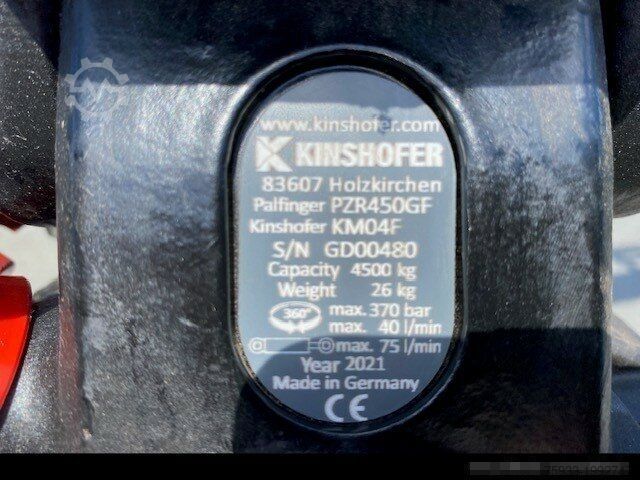 www.kinshofer.com
KINSHOFER
83607 Holzkirchen
Palfinger PZR450GF
Kinshofer KM04F
S/N GD00480
Capacity 4500 kg
Weight 26 kg
360° max. 370 bar
max. 40 l/min
max. 75 l/min
Year 2021
Made in Germany
CE